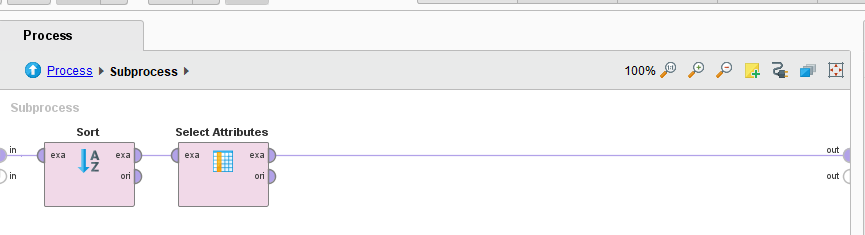 Process
Process Subprocess
100%
Subprocess
Sort Select Attributes
in exa A Z exa exa exa out
in ori ori out